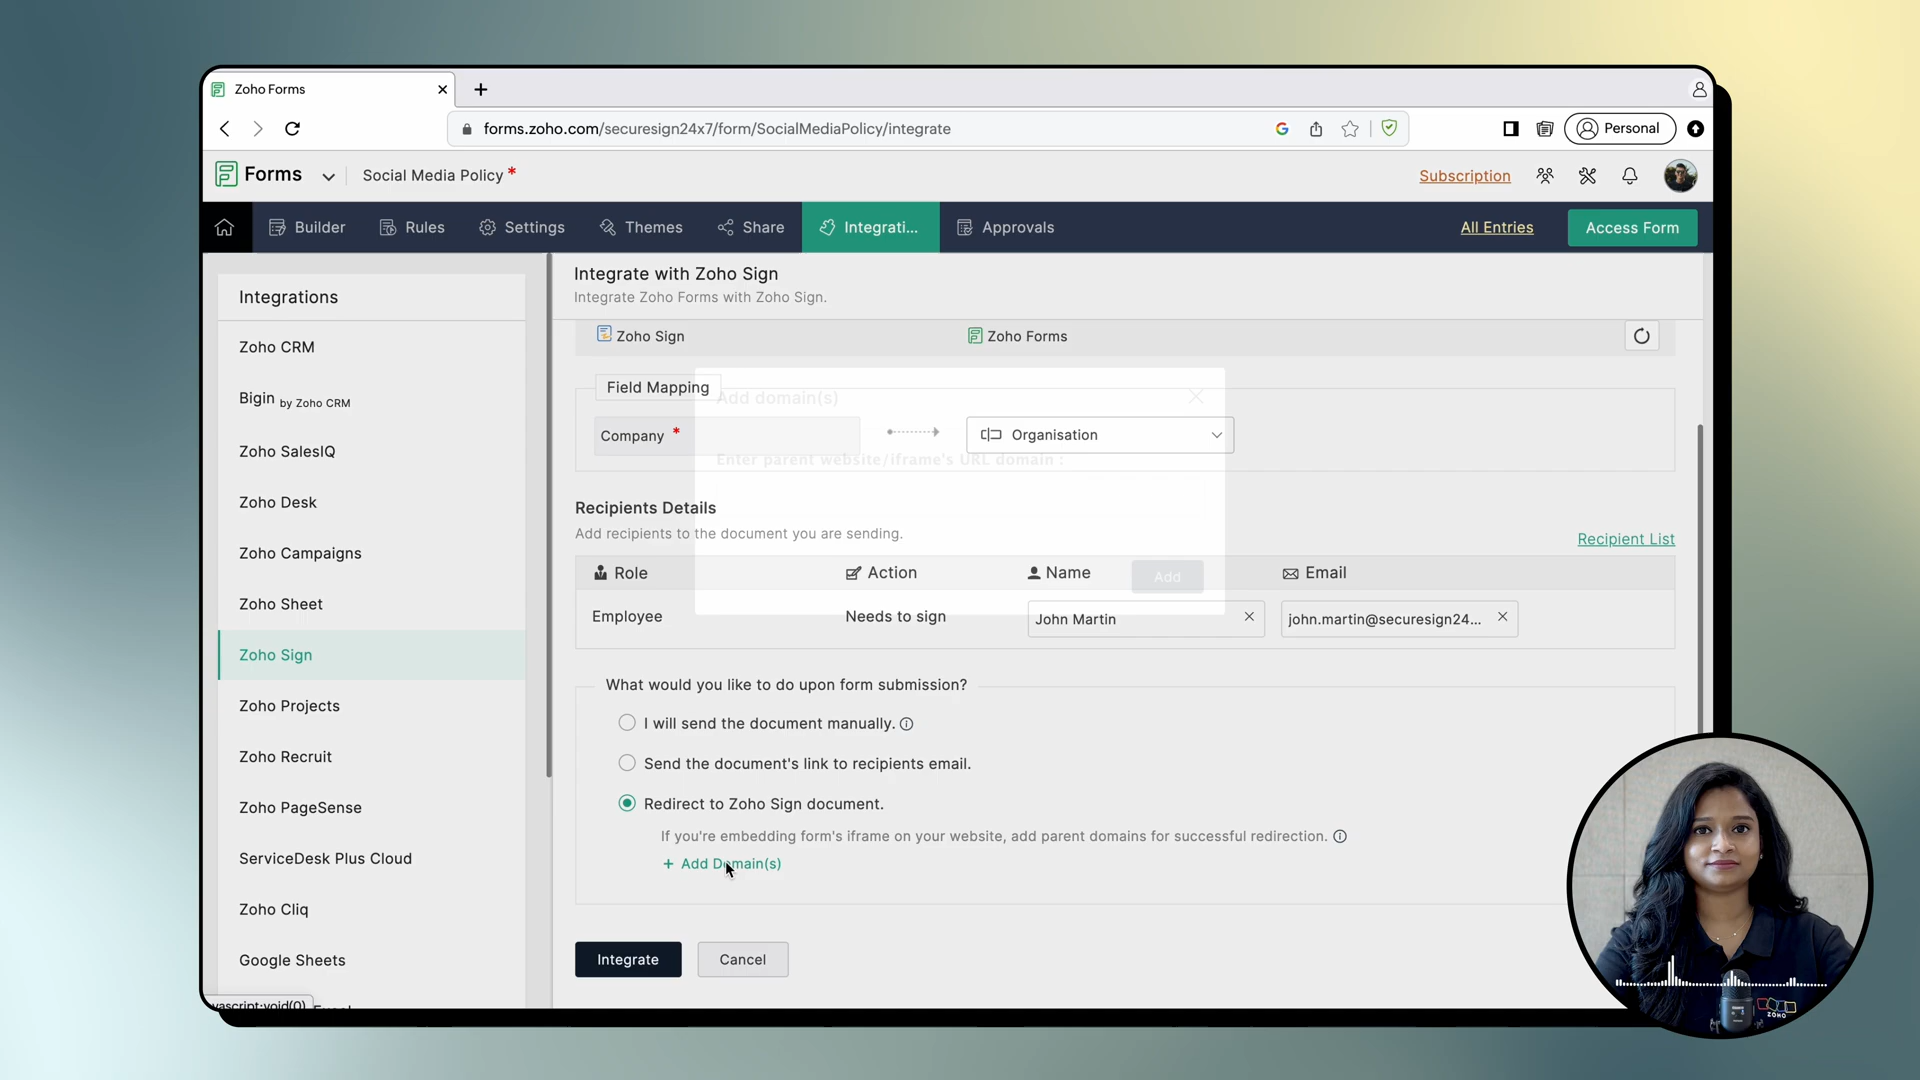 Zoho Forms
forms.zoho.com/securesign24x7/form/SocialMediaPolicy/integrate
Personal
Forms
Social Media Policy *
Subscription
Builder
Rules
Settings
Themes
Share
Integrati...
Approvals
All Entries
Access Form
Integrations
Zoho CRM
Bigin by Zoho CRM
Zoho SalesIQ
Zoho Desk
Zoho Campaigns
Zoho Sheet
Zoho Sign
Zoho Projects
Zoho Recruit
Zoho PageSense
ServiceDesk Plus Cloud
Zoho Cliq
Google Sheets
Integrate with Zoho Sign
Integrate Zoho Forms with Zoho Sign.
Zoho Sign
Zoho Forms
Field Mapping
Add domain(s)
Company *
Organisation
Enter parent website/iframe's URL domain :
Recipients Details
Add recipients to the document you are sending.
Recipient List
Role
Action
Name
Add
Email
Employee
Needs to sign
John Martin
john.martin@securesign24...
What would you like to do upon form submission?
I will send the document manually.
Send the document's link to recipients email.
Redirect to Zoho Sign document.
If you're embedding form's iframe on your website, add parent domains for successful redirection.
+ Add Domain(s)
Integrate
Cancel
ZOHO